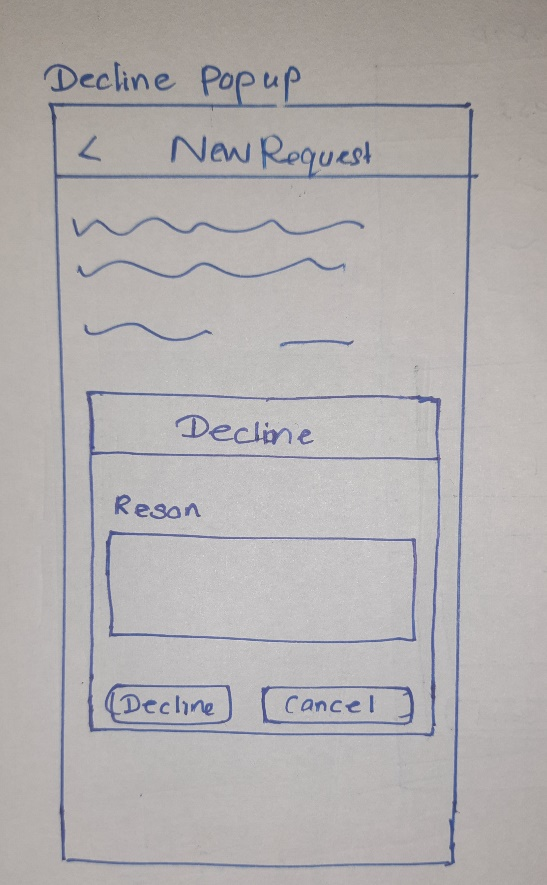 Decline Popup
< New Request
Decline
Reson
Decline Cancel